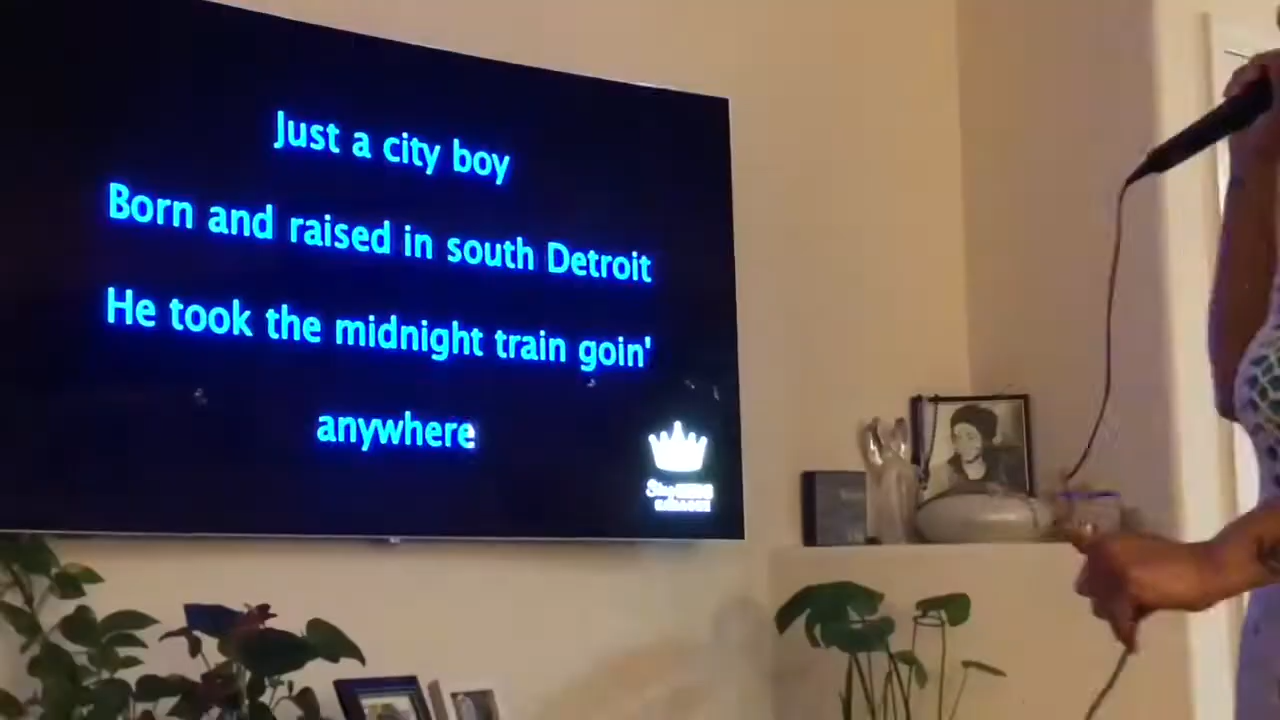 Just a city boy
Born and raised in south Detroit
He took the midnight train goin'
anywhere